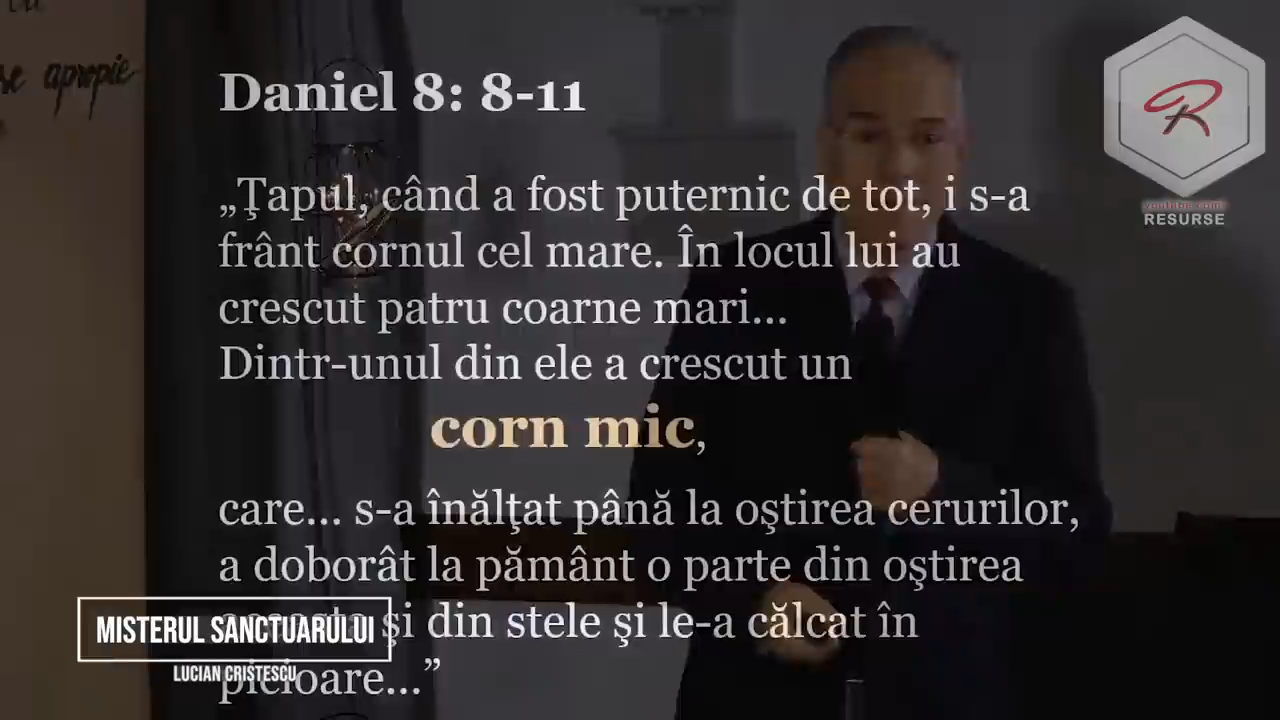 se apropie
Daniel 8: 8-11
„Ţapul, când a fost puternic de tot, i s-a
frânt cornul cel mare. În locul lui au
crescut patru coarne mari...
Dintr-unul din ele a crescut un
corn mic,
care... s-a înălţat până la oştirea cerurilor,
a doborât la pământ o parte din oştirea
şi din stele şi le-a călcat în
picioare...”
MISTERUL SANCTUARULUI
LUCIAN CRISTESCU
R
RESURSE